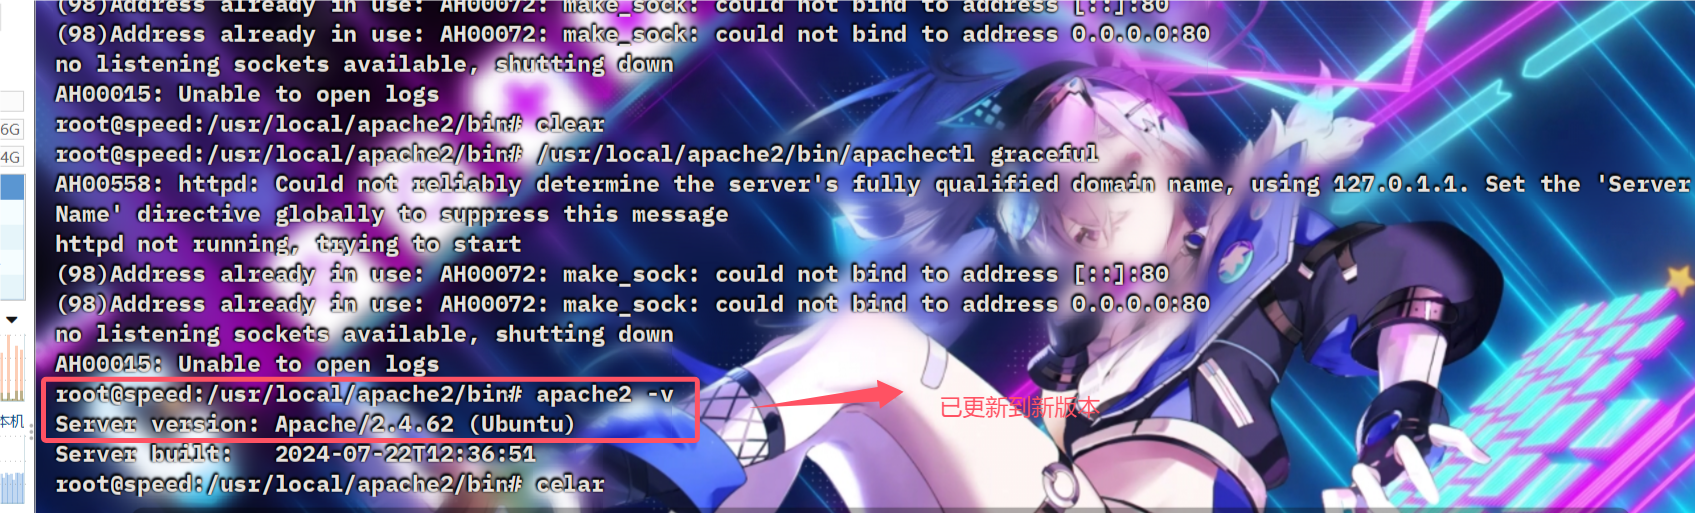 (98)Address already in use: AH00072: make_sock: could not bind to address [::]:80
(98)Address already in use: AH00072: make_sock: could not bind to address 0.0.0.0:80
no listening sockets available, shutting down
AH00015: Unable to open logs
root@speed:/usr/local/apache2/bin# clear
root@speed:/usr/local/apache2/bin# /usr/local/apache2/bin/apachectl graceful
AH00558: httpd: Could not reliably determine the server's fully qualified domain name, using 127.0.1.1. Set the 'Server
Name' directive globally to suppress this message
httpd not running, trying to start
(98)Address already in use: AH00072: make_sock: could not bind to address [::]:80
(98)Address already in use: AH00072: make_sock: could not bind to address 0.0.0.0:80
no listening sockets available, shutting down
AH00015: Unable to open logs
root@speed:/usr/local/apache2/bin# apache2 -v
已更新到新版本
Server version: Apache/2.4.62 (Ubuntu)
Server built:   2024-07-22T12:36:51
root@speed:/usr/local/apache2/bin# celar
6G
4G
本机